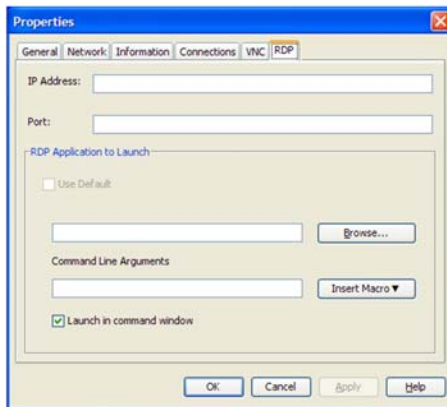 Properties
General Network Information Connections VNC RDP
IP Address:
Port:
RDP Application to Launch
Use Default
Browse...
Command Line Arguments
Insert Macro ▼
Launch in command window
OK Cancel Apply Help